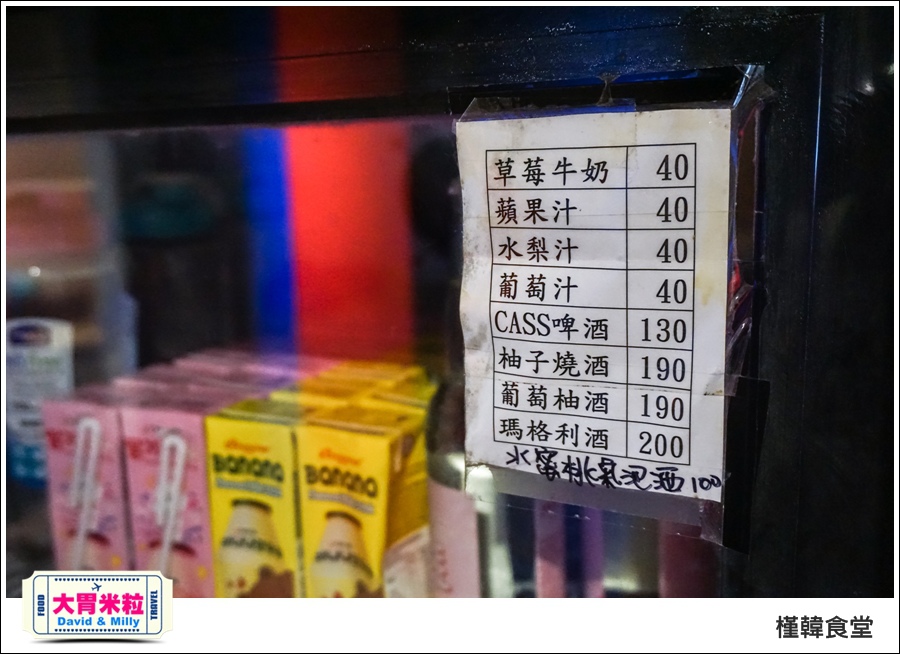 草莓牛奶 40
蘋果汁 40
水梨汁 40
葡萄汁 40
CASS啤酒 130
柚子燒酒 190
葡萄柚酒 190
瑪格利酒 200
水蜜桃氣泡酒100
Banana
Banana
FOOD
大胃米粒
David & Milly
TRAVEL
槿韓食堂